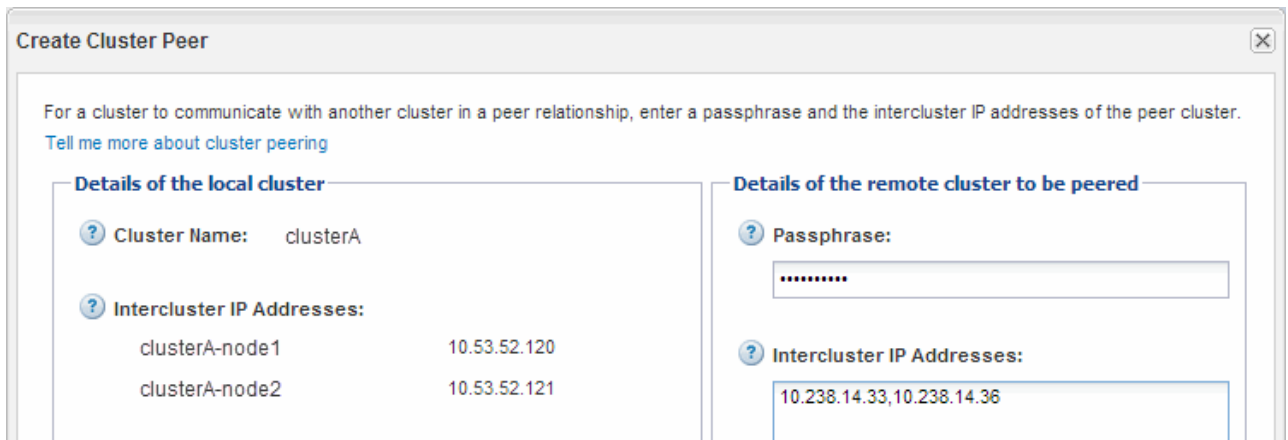 Create Cluster Peer
For a cluster to communicate with another cluster in a peer relationship, enter a passphrase and the intercluster IP addresses of the peer cluster.
Tell me more about cluster peering
Details of the local cluster
? Cluster Name: clusterA
? Intercluster IP Addresses:
clusterA-node1 10.53.52.120
clusterA-node2 10.53.52.121
Details of the remote cluster to be peered
? Passphrase:
••••••••••
? Intercluster IP Addresses:
10.238.14.33,10.238.14.36